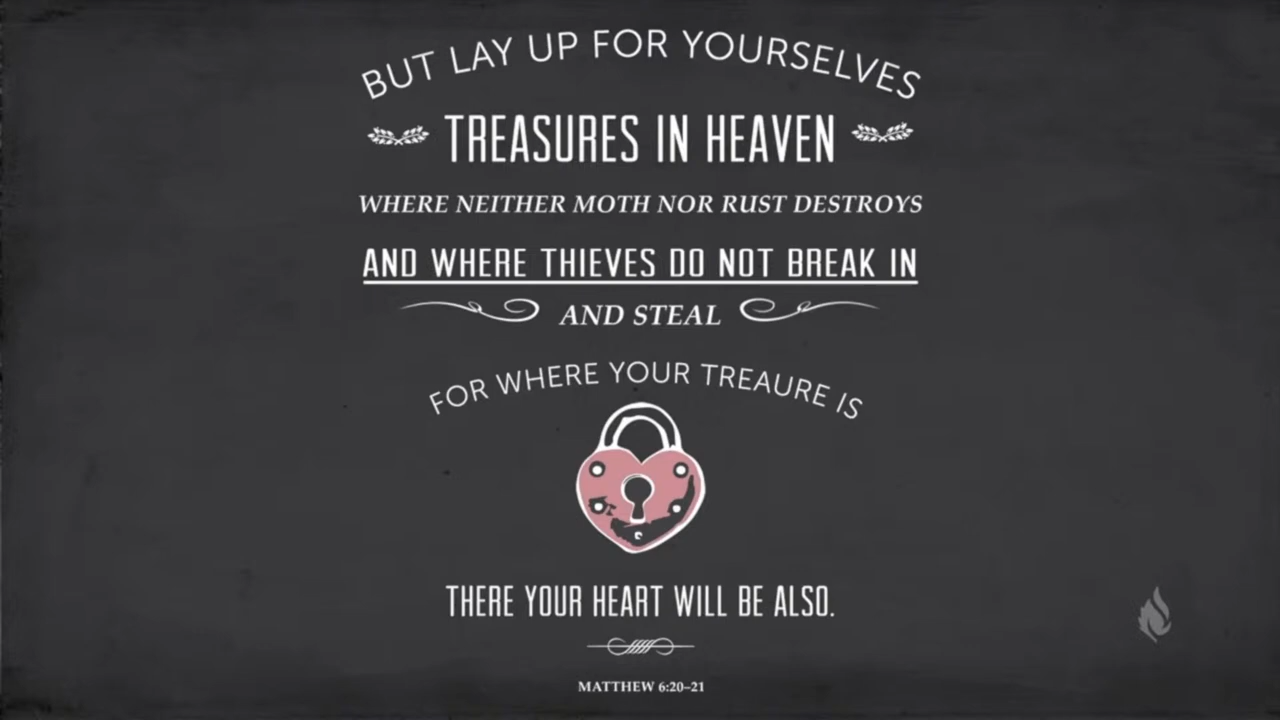 BUT LAY UP FOR YOURSELVES
TREASURES IN HEAVEN
WHERE NEITHER MOTH NOR RUST DESTROYS
AND WHERE THIEVES DO NOT BREAK IN
AND STEAL
FOR WHERE YOUR TREAURE IS
THERE YOUR HEART WILL BE ALSO.
MATTHEW 6:20–21